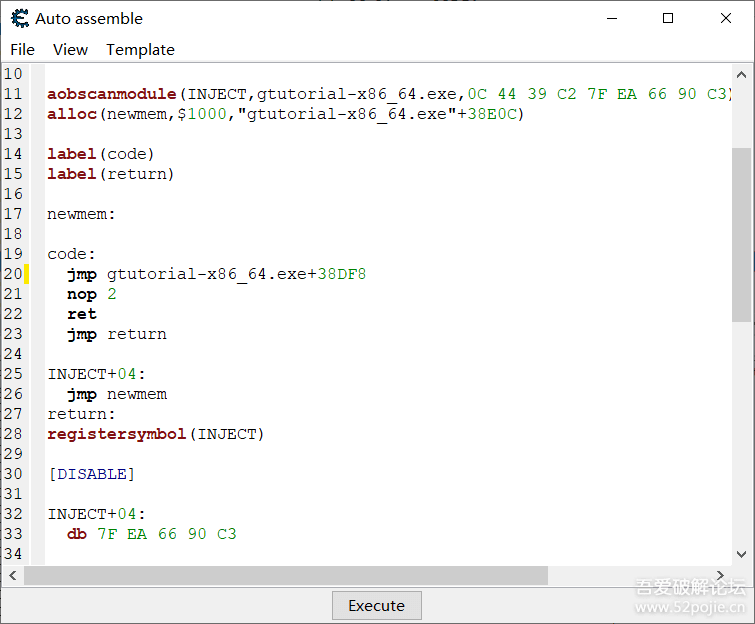 Auto assemble
File View Template
10
11 aobscanmodule(INJECT,gtutorial-x86_64.exe,0C 44 39 C2 7F EA 66 90 C3)
12 alloc(newmem,$1000,"gtutorial-x86_64.exe"+38E0C)
13
14 label(code)
15 label(return)
16
17 newmem:
18
19 code:
20 jmp gtutorial-x86_64.exe+38DF8
21 nop 2
22 ret
23 jmp return
24
25 INJECT+04:
26 jmp newmem
27 return:
28 registersymbol(INJECT)
29
30 [DISABLE]
31
32 INJECT+04:
33 db 7F EA 66 90 C3
34
Execute
吾爱破解论坛
www.52pojie.cn